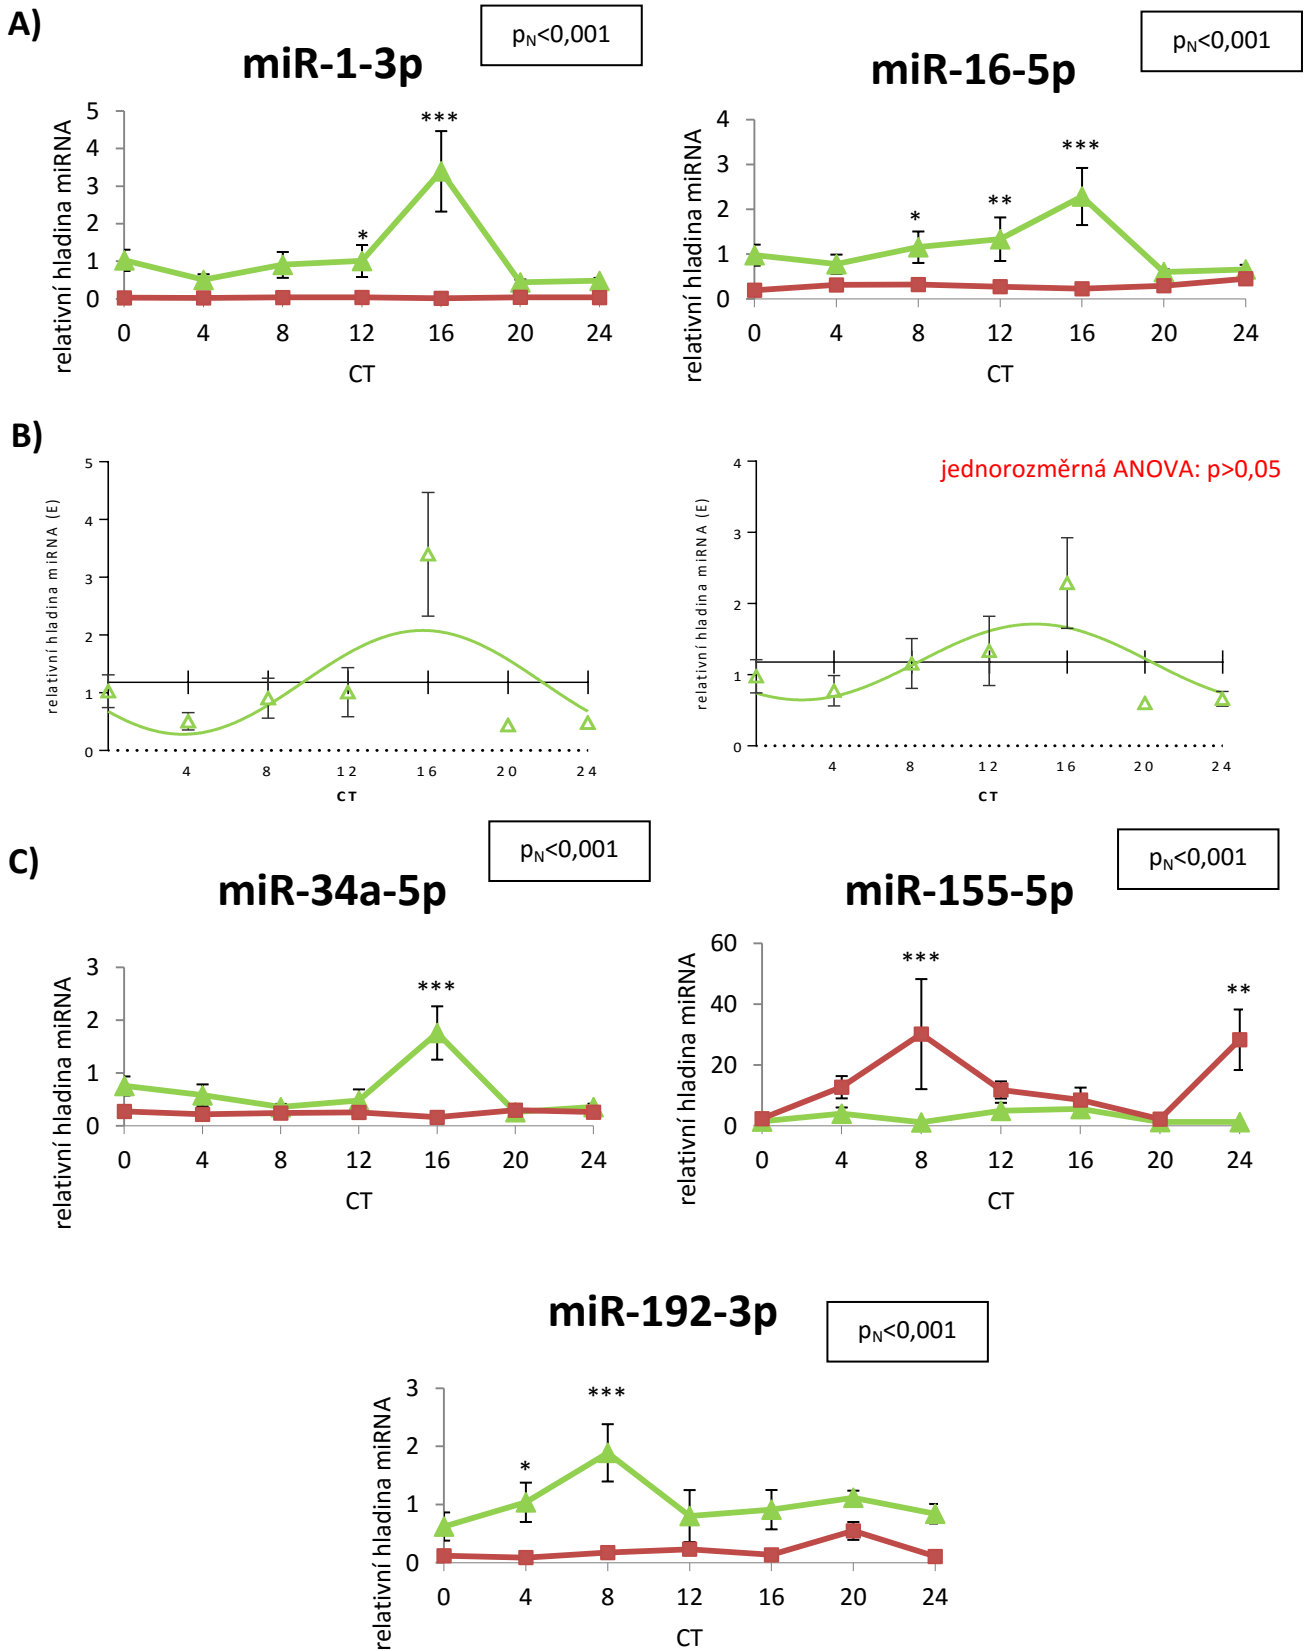 A)
miR-1-3p
pN<0,001
relativní hladina miRNA
5
4
3
2
1
0
*
***
0 4 8 12 16 20 24
CT
miR-16-5p
pN<0,001
relativní hladina miRNA
4
3
2
1
0
*
**
***
0 4 8 12 16 20 24
CT
B)
relativní hladina miRNA (E)
5
4
3
2
1
0
4 8 12 16 20 24
CT
jednorozměrná ANOVA: p>0,05
relativní hladina miRNA (E)
4
3
2
1
0
4 8 12 16 20 24
CT
C)
miR-34a-5p
pN<0,001
relativní hladina miRNA
3
2
1
0
***
0 4 8 12 16 20 24
CT
miR-155-5p
pN<0,001
relativní hladina miRNA
60
40
20
0
***
**
0 4 8 12 16 20 24
CT
miR-192-3p
pN<0,001
relativní hladina miRNA
3
2
1
0
*
***
0 4 8 12 16 20 24
CT